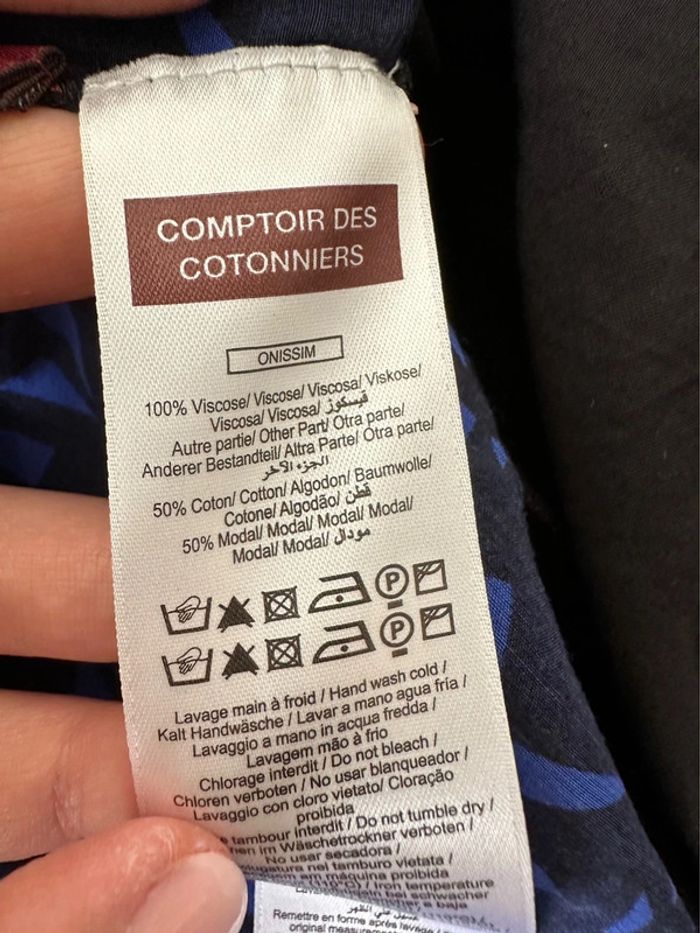 COMPTOIR DES
COTONNIERS
ONISSIM
100% Viscose/ Viscose/ Viscosa/ Viskose/
Viscosa/ Viscosa/ فيسكوز
Autre partie/ Other Part/ Otra parte/
Anderer Bestandteil/ Altra Parte/ Otra parte/
الجزء الآخر
50% Coton/ Cotton/ Algodon/ Baumwolle/
Cotone/ Algodão/ قطن
50% Modal/ Modal/ Modal/ Modal/
Modal/ Modal/ مودال
P
P
Lavage main à froid / Hand wash cold /
Kalt Handwäsche / Lavar a mano agua fria /
Lavaggio a mano in acqua fredda /
Lavagem mão à frio
Chlorage interdit / Do not bleach /
Chloren verboten / No usar blanqueador /
Lavaggio con cloro vietato/ Cloração
proibida
tambour interdit / Do not tumble dry /
im Wäschetrockner verboten /
No usar secadora /
nel tamburo vietata /
em máquina proibida
Iron temperature
bei schwacher
a baja
Remettre en forme après
original